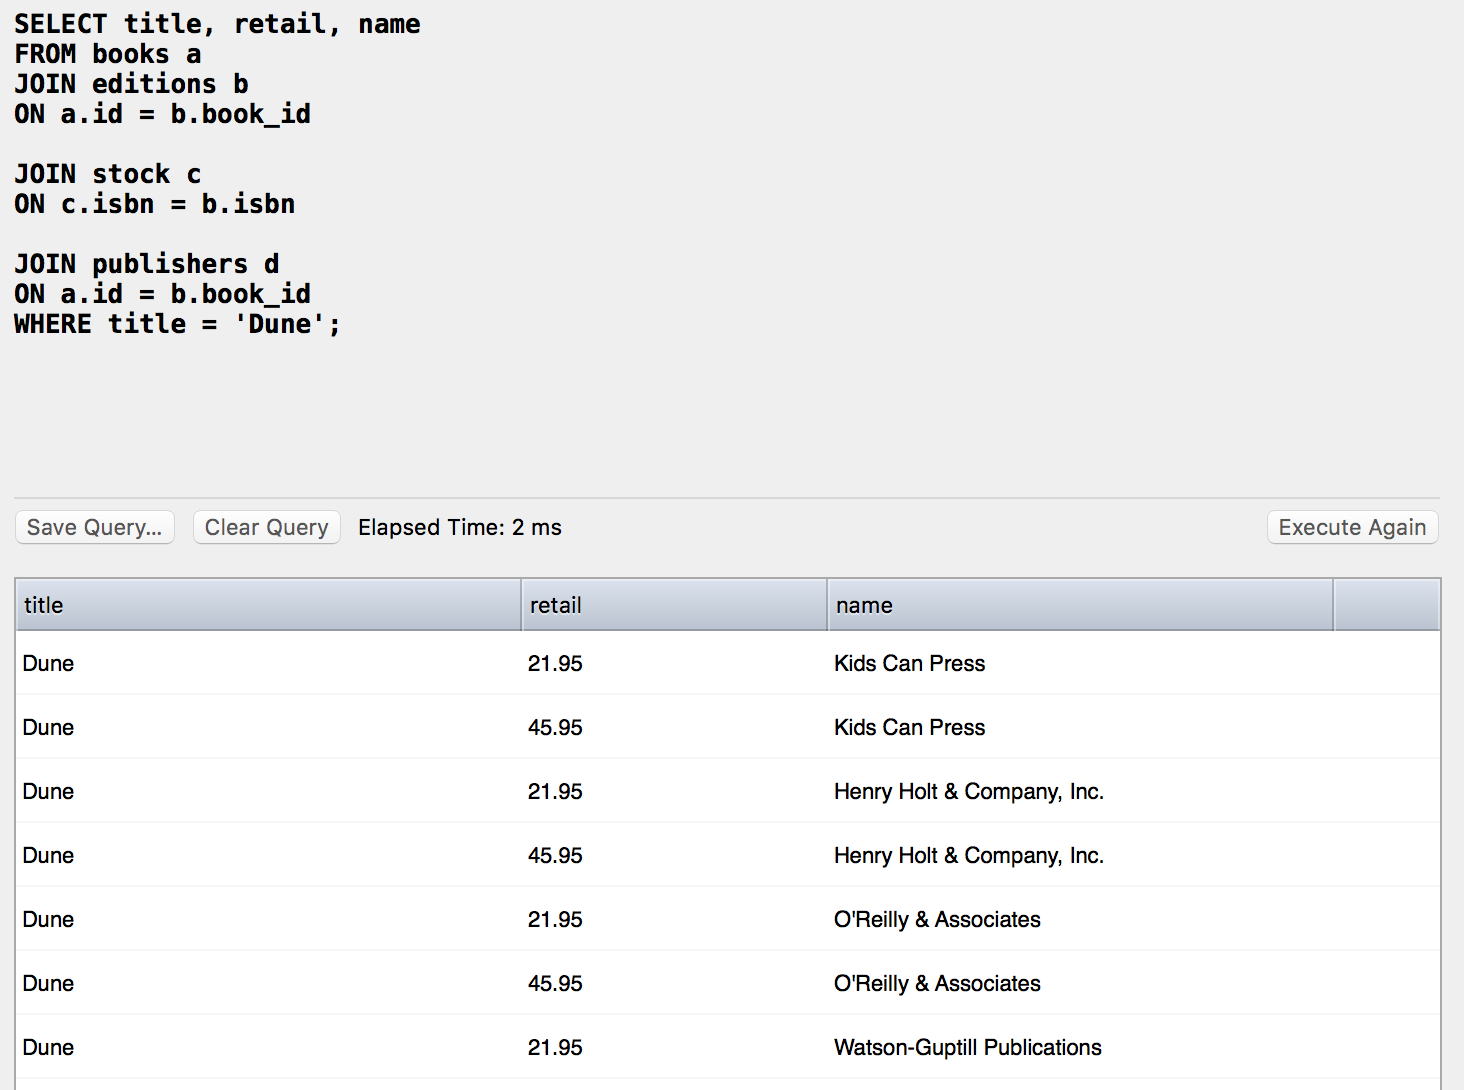 SELECT title, retail, name
FROM books a
JOIN editions b
ON a.id = b.book_id
JOIN stock c
ON c.isbn = b.isbn
JOIN publishers d
ON a.id = b.book_id
WHERE title = 'Dune';
Save Query... Clear Query Elapsed Time: 2 ms Execute Again
title retail name
Dune 21.95 Kids Can Press
Dune 45.95 Kids Can Press
Dune 21.95 Henry Holt & Company, Inc.
Dune 45.95 Henry Holt & Company, Inc.
Dune 21.95 O'Reilly & Associates
Dune 45.95 O'Reilly & Associates
Dune 21.95 Watson-Guptill Publications